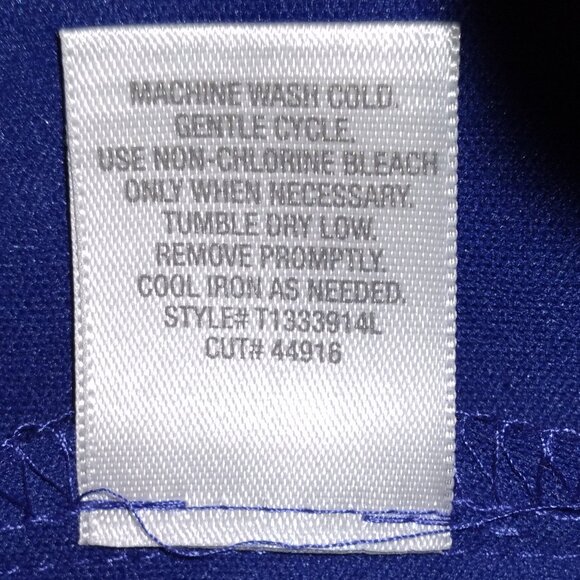 MACHINE WASH COLD.
GENTLE CYCLE.
USE NON-CHLORINE BLEACH
ONLY WHEN NECESSARY.
TUMBLE DRY LOW.
REMOVE PROMPTLY.
COOL IRON AS NEEDED.
STYLE# T1333914L
CUT# 44916